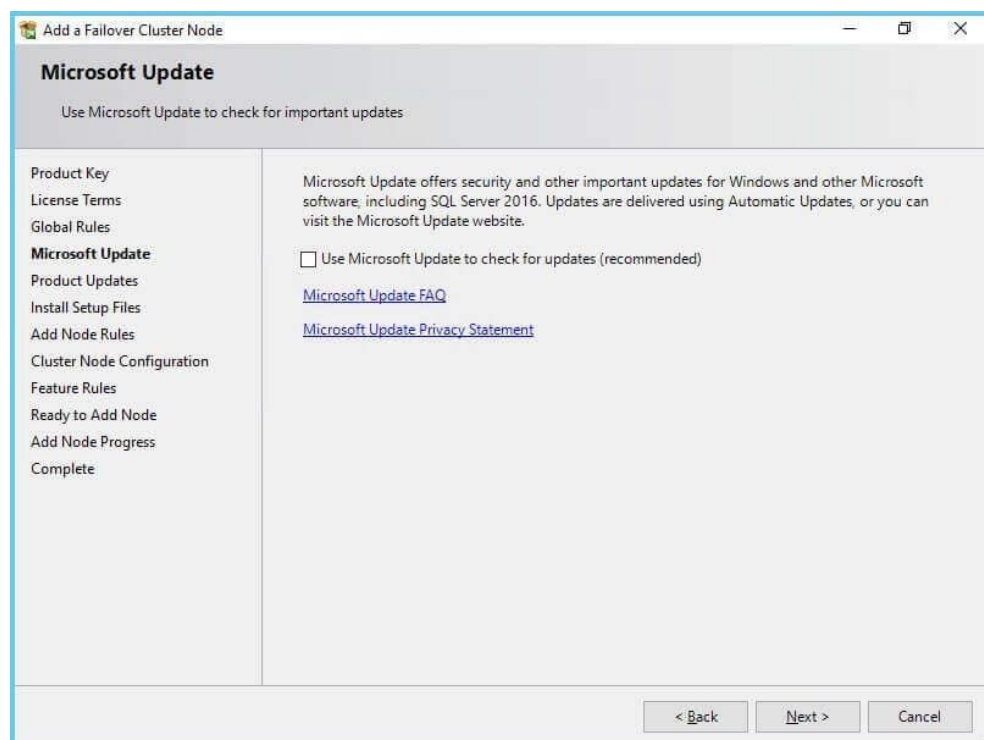 Add a Failover Cluster Node
Microsoft Update
Use Microsoft Update to check for important updates
Product Key
License Terms
Global Rules
Microsoft Update
Product Updates
Install Setup Files
Add Node Rules
Cluster Node Configuration
Feature Rules
Ready to Add Node
Add Node Progress
Complete
Microsoft Update offers security and other important updates for Windows and other Microsoft
software, including SQL Server 2016. Updates are delivered using Automatic Updates, or you can
visit the Microsoft Update website.
Use Microsoft Update to check for updates (recommended)
Microsoft Update FAQ
Microsoft Update Privacy Statement
< Back
Next >
Cancel